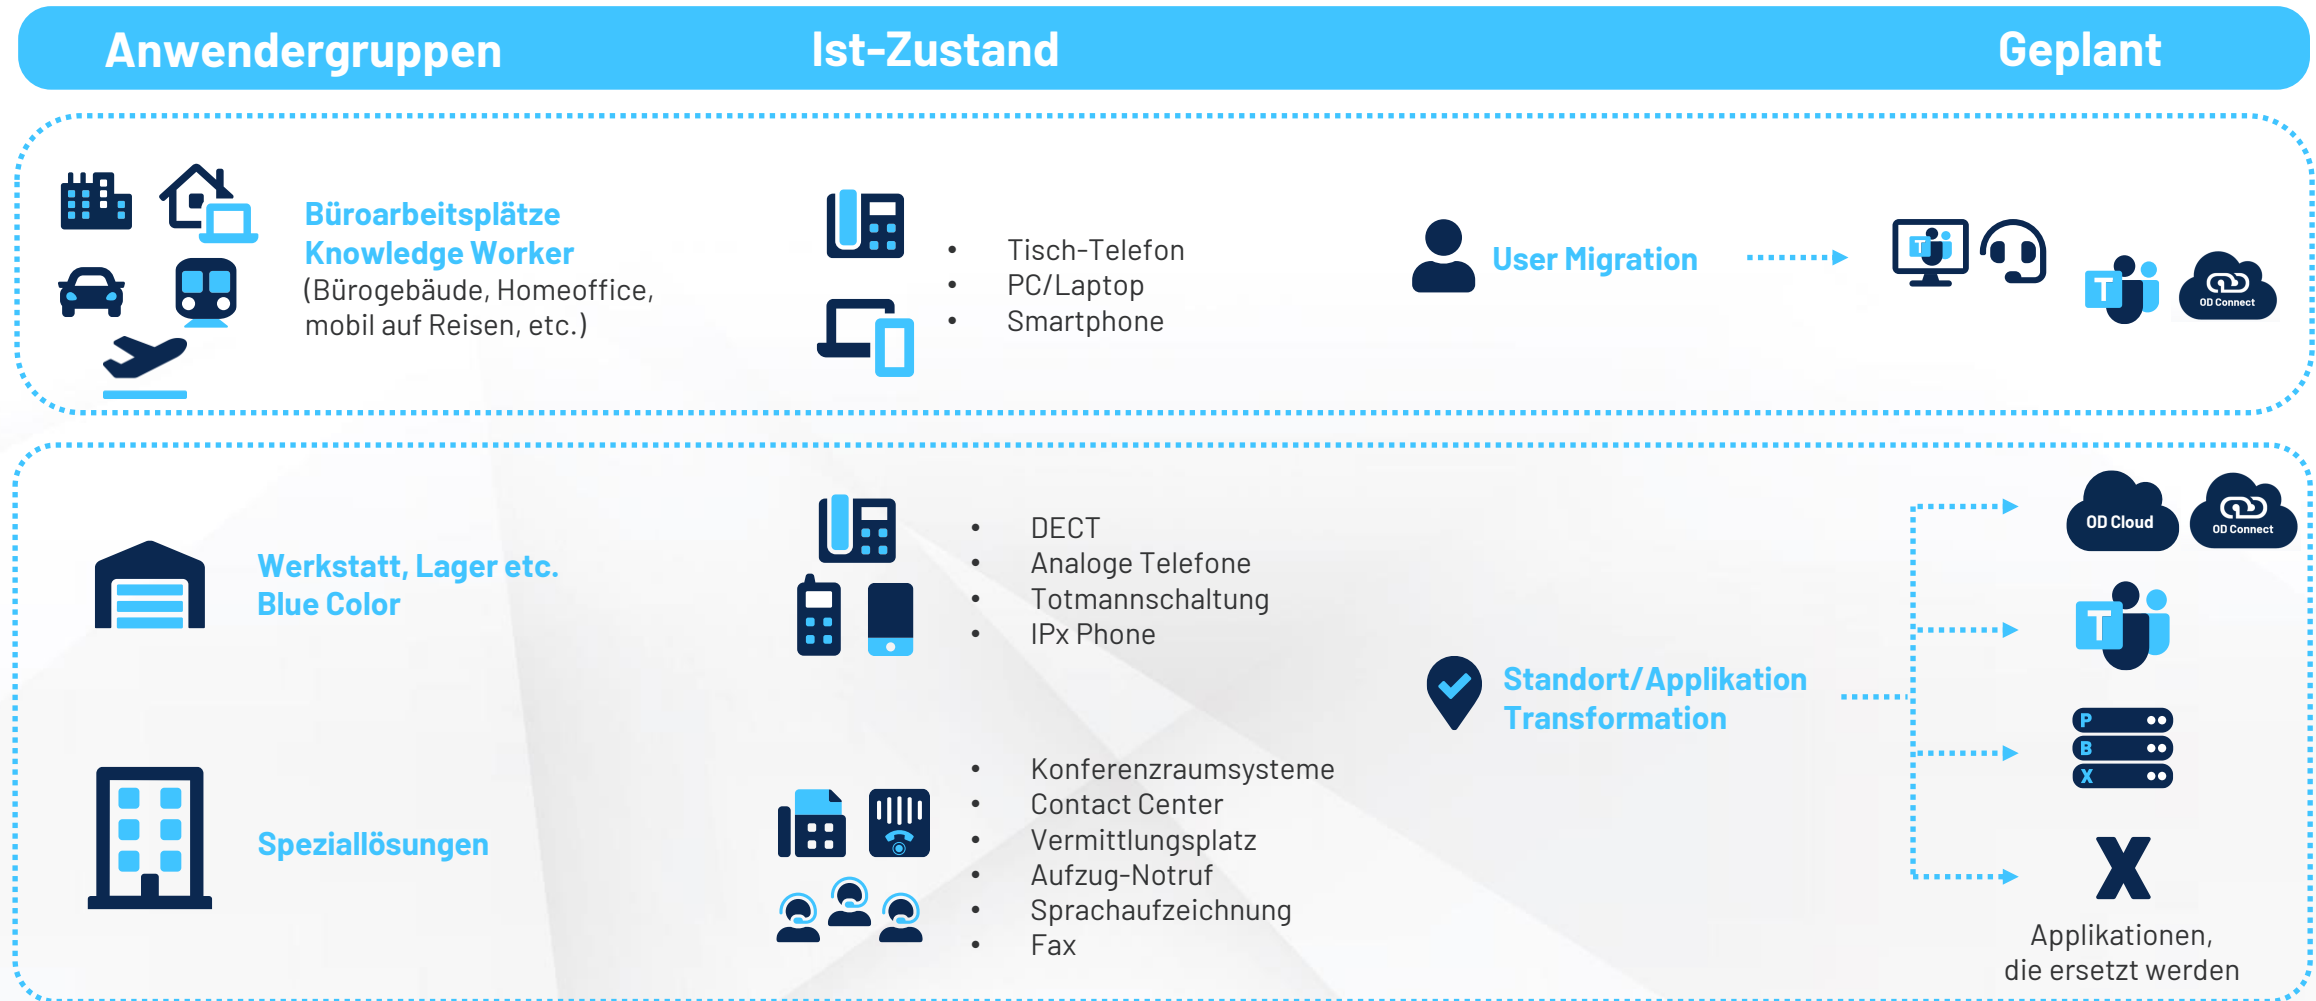 Anwendergruppen
Ist-Zustand
Geplant
Büroarbeitsplätze
Knowledge Worker
(Bürogebäude, Homeoffice,
mobil auf Reisen, etc.)
• Tisch-Telefon
• PC/Laptop
• Smartphone
User Migration
T
T
OD Connect
Werkstatt, Lager etc.
Blue Color
• DECT
• Analoge Telefone
• Totmannschaltung
• IPx Phone
Speziallösungen
• Konferenzraumsysteme
• Contact Center
• Vermittlungsplatz
• Aufzug-Notruf
• Sprachaufzeichnung
• Fax
Standort/Applikation
Transformation
OD Cloud
OD Connect
T
P
B
X
X
Applikationen,
die ersetzt werden